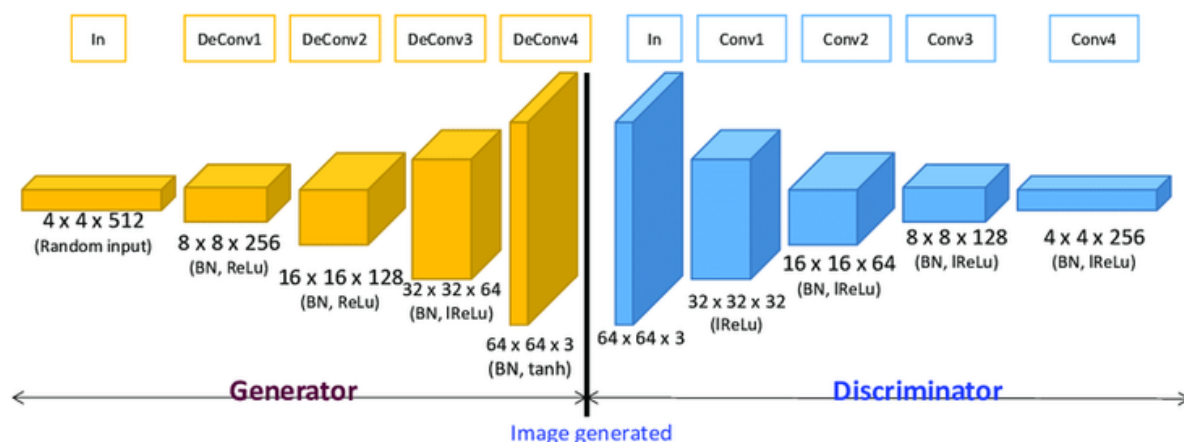 In
DeConv1
DeConv2
DeConv3
DeConv4
In
Conv1
Conv2
Conv3
Conv4
4 x 4 x 512
(Random input)
8 x 8 x 256
(BN, ReLu)
16 x 16 x 128
(BN, ReLu)
32 x 32 x 64
(BN, lReLu)
64 x 64 x 3
(BN, tanh)
64 x 64 x 3
32 x 32 x 32
(lReLu)
16 x 16 x 64
(BN, lReLu)
8 x 8 x 128
(BN, lReLu)
4 x 4 x 256
(BN, lReLu)
Generator
Discriminator
Image generated